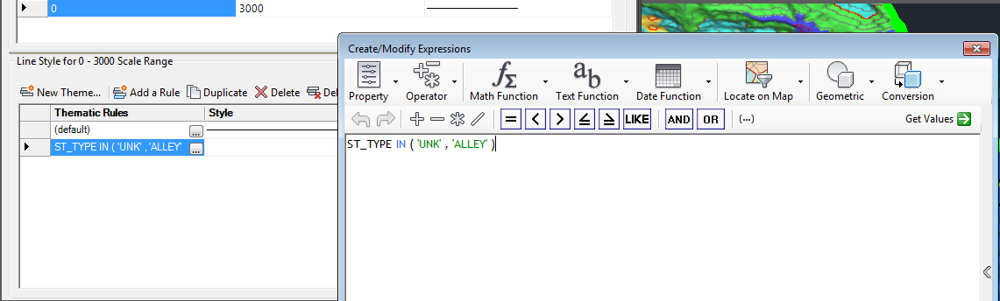 0 3000
Create/Modify Expressions
Line Style for 0 - 3000 Scale Range
Property Operator Math Function Text Function Date Function Locate on Map Geometric Conversion
New Theme... Add a Rule Duplicate Delete
= < > ≤ ≥ LIKE AND OR (...) Get Values
Thematic Rules Style
(default) ...
ST_TYPE IN ( 'UNK' , 'ALLEY' ...
ST_TYPE IN ( 'UNK' , 'ALLEY' )